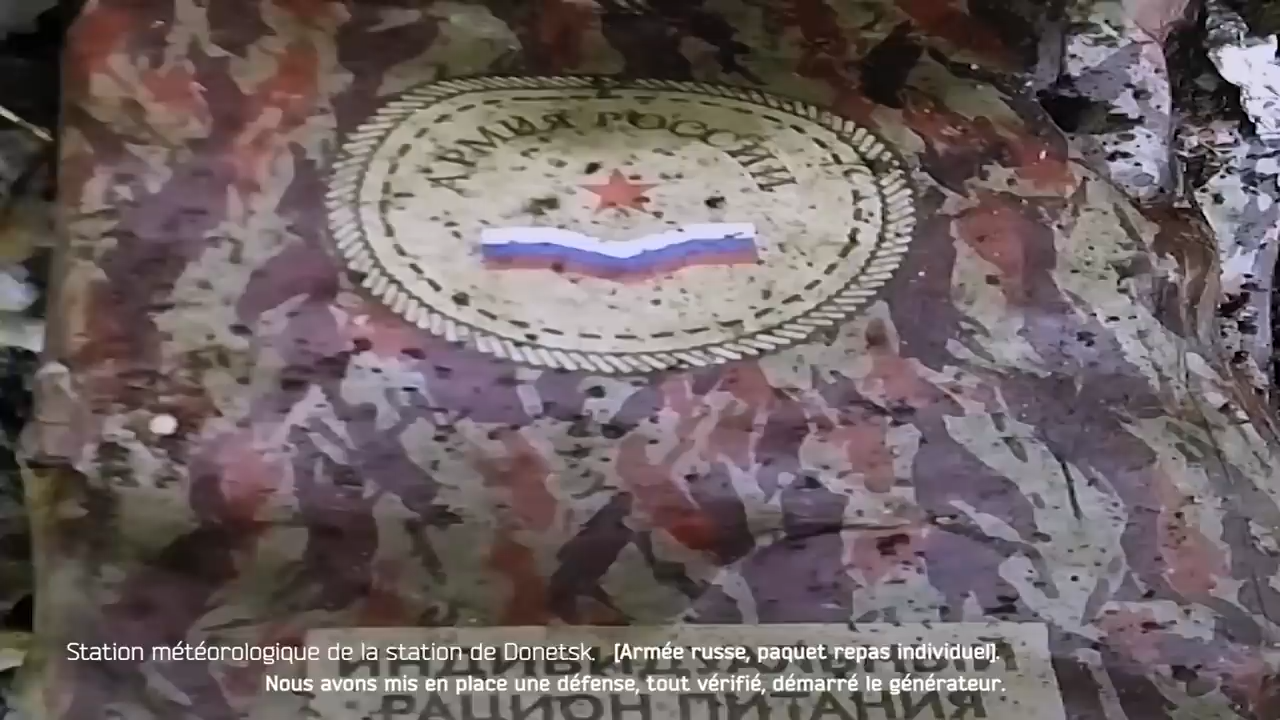 АРМИЯ РОССИИ
Station météorologique de la station de Donetsk. (Armée russe, paquet repas individuel).
Nous avons mis en place une défense, tout vérifié, démarré le générateur.
РАЦИОН ПИТАНИЯ